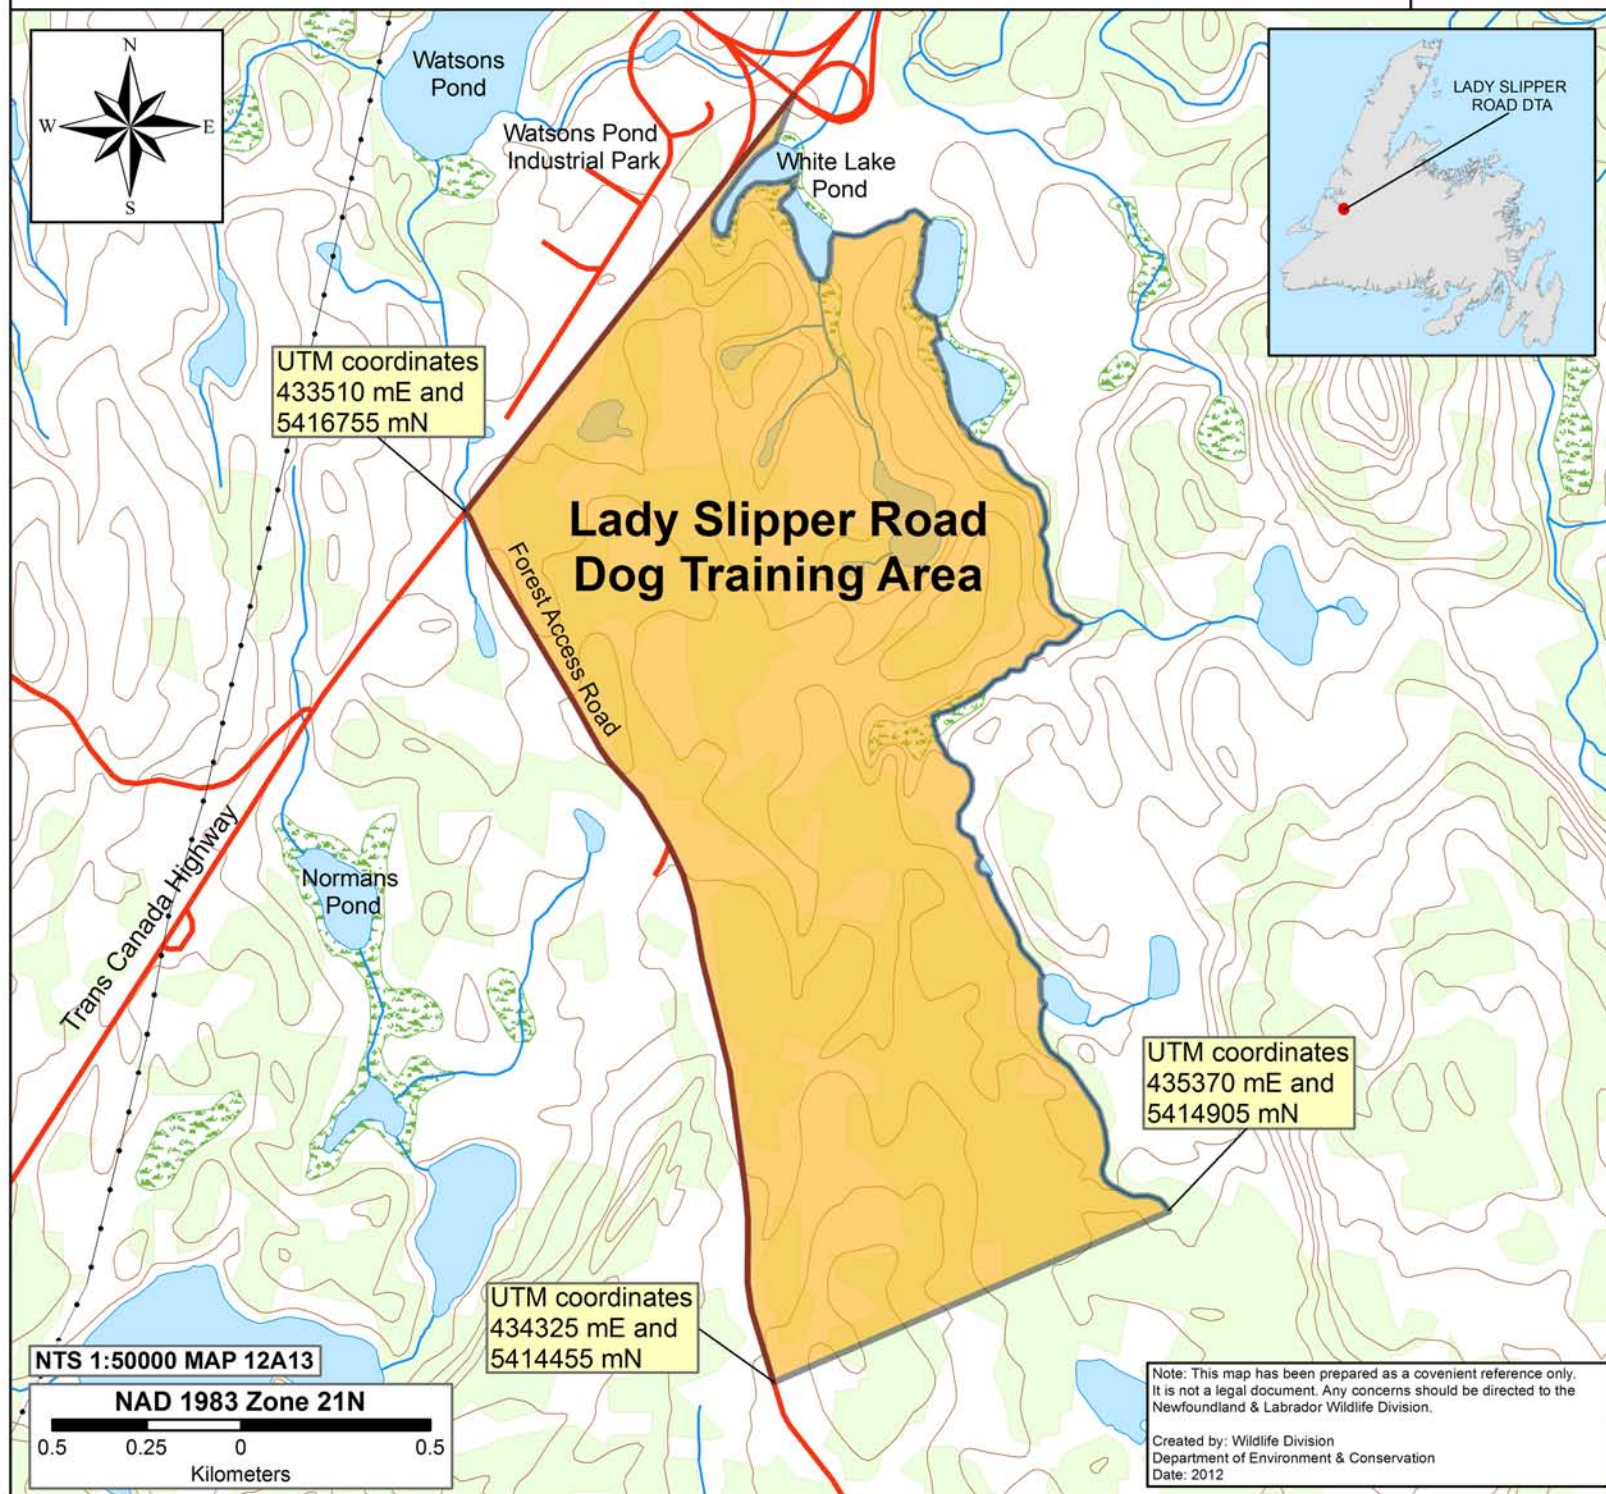 N
W
E
S
Watsons
Pond
Watsons Pond
Industrial Park
White Lake
Pond
LADY SLIPPER
ROAD DTA
UTM coordinates
433510 mE and
5416755 mN
Lady Slipper Road
Dog Training Area
Forest Access Road
Trans Canada Highway
Normans
Pond
UTM coordinates
435370 mE and
5414905 mN
UTM coordinates
434325 mE and
5414455 mN
NTS 1:50000 MAP 12A13
NAD 1983 Zone 21N
0.5 0.25 0 0.5
Kilometers
Note: This map has been prepared as a covenient reference only.
It is not a legal document. Any concerns should be directed to the
Newfoundland & Labrador Wildlife Division.
Created by: Wildlife Division
Department of Environment & Conservation
Date: 2012